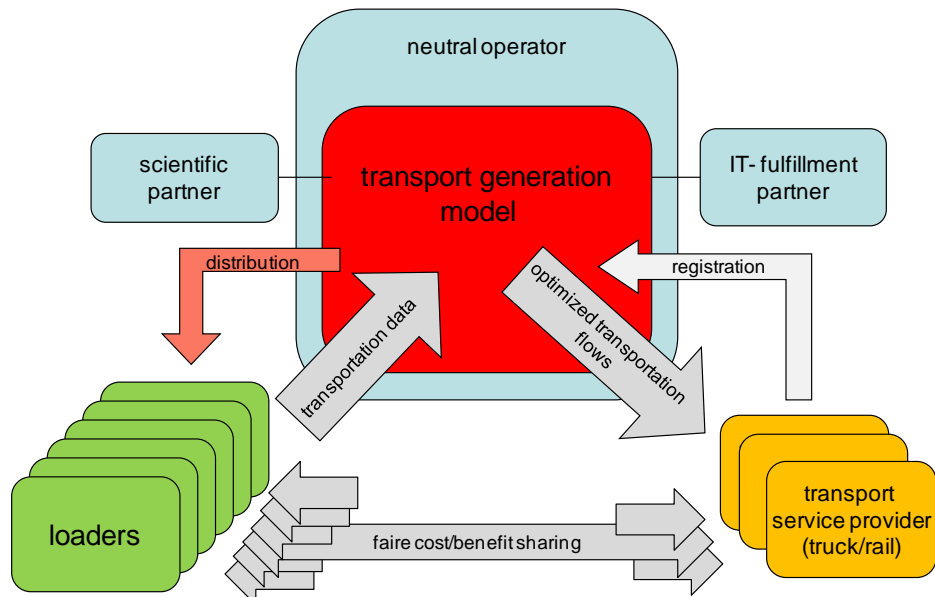 neutral operator
scientific
partner
transport generation
model
IT- fulfillment
partner
distribution
registration
transportation data
optimized transportation
flows
loaders
faire cost/benefit sharing
transport
service provider
(truck/rail)